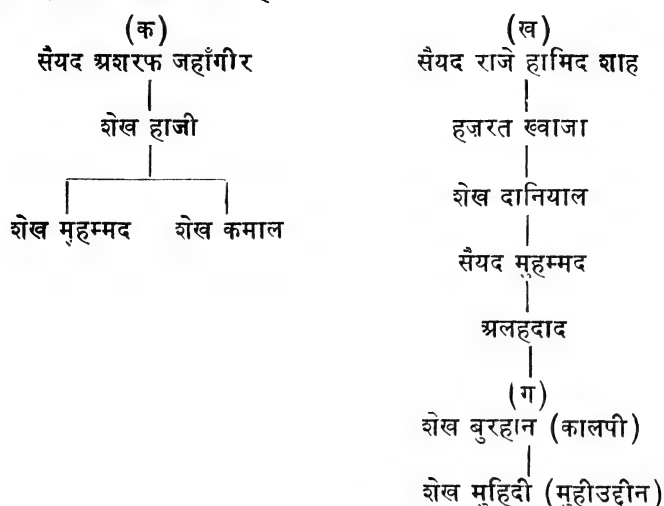 (क)
सैयद अशरफ जहाँगीर
शेख हाजी
शेख मुहम्मद शेख कमाल
(ख)
सैयद राजे हामिद शाह
हज़रत ख्वाजा
शेख दानियाल
सैयद मुहम्मद
अलहदाद
(ग)
शेख बुरहान (कालपी)
शेख मुहिदी (मुहीउद्दीन)